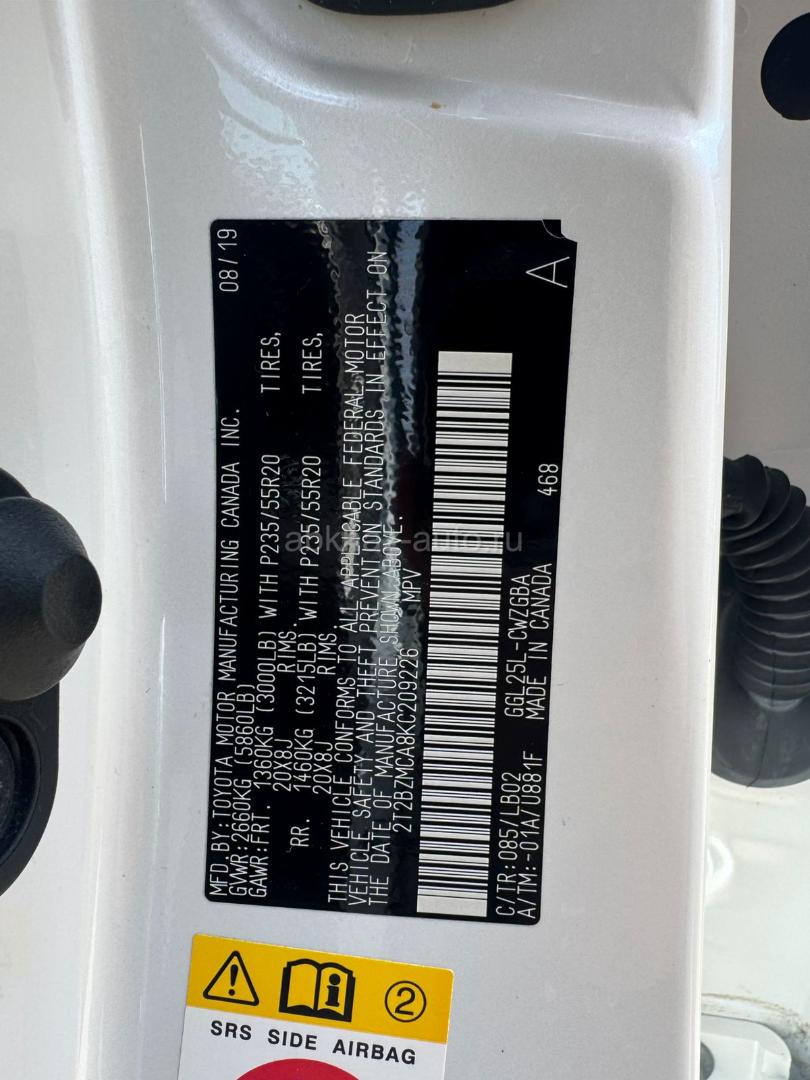 MFD.BY:TOYOTA MOTOR MANUFACTURING CANADA INC. 08/19
GVWR:2660KG (5860LB)
GAWR:FRT. 1360KG (3000LB) WITH P235/55R20 TIRES,
20X8J RIMS,
RR. 1460KG (3215LB) WITH P235/55R20 TIRES,
20X8J RIMS
THIS VEHICLE CONFORMS TO ALL APPLICABLE FEDERAL MOTOR
VEHICLE SAFETY AND THEFT PREVENTION STANDARDS IN EFFECT ON
THE DATE OF MANUFACTURE SHOWN ABOVE.
2T2BZMCA8KC209226 MPV
C/TR:085/LB02 GGL25L-CWZGBA
A/TM:-01A/U881F MADE IN CANADA 468 A
2
SRS SIDE AIRBAG